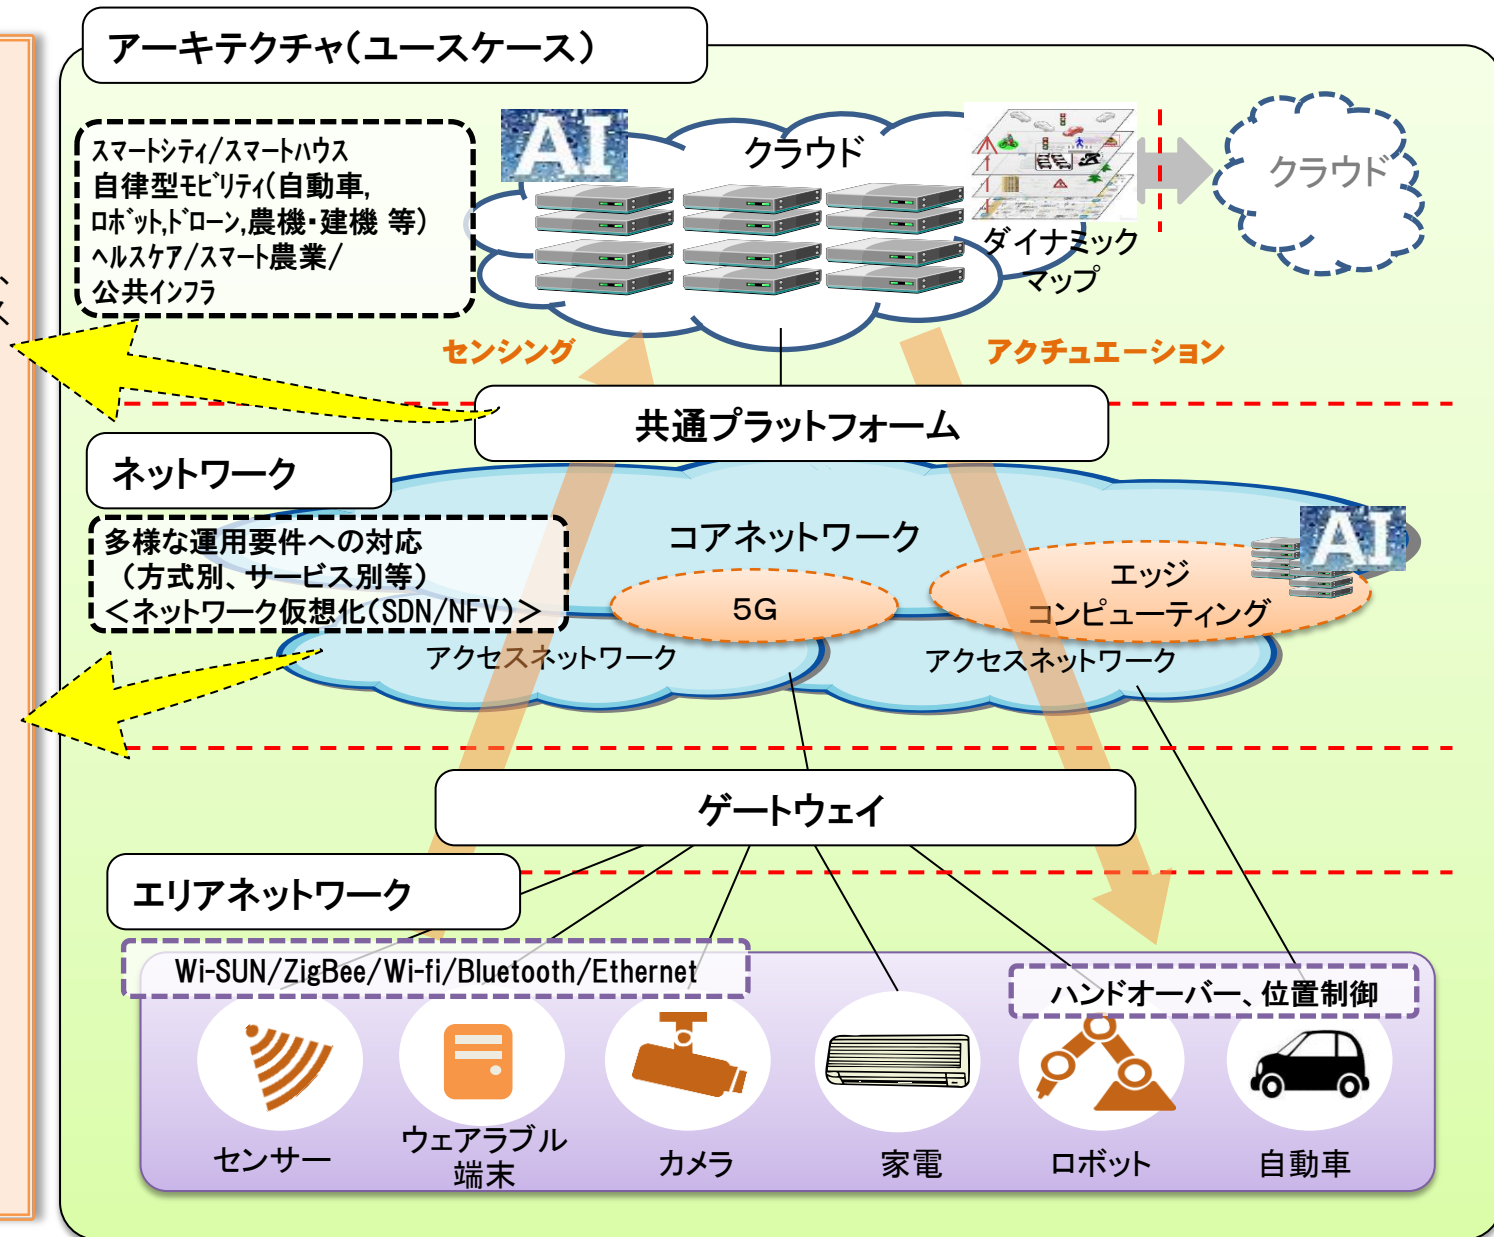 アーキテクチャ(ユースケース)
スマートシティ/スマートハウス
自律型モビリティ(自動車,
ロボット,ドローン,農機・建機 等)
ヘルスケア/スマート農業/
公共インフラ
AI
クラウド
ダイナミック
マップ
クラウド
、
く
センシング
アクチュエーション
共通プラットフォーム
ネットワーク
多様な運用要件への対応
(方式別、サービス別等)
<ネットワーク仮想化(SDN/NFV)>
コアネットワーク
AI
エッジ
コンピューティング
5G
アクセスネットワーク
アクセスネットワーク
ゲートウェイ
エリアネットワーク
Wi-SUN/ZigBee/Wi-fi/Bluetooth/Ethernet
ハンドオーバー、位置制御
センサー
ウェアラブル
端末
カメラ
家電
ロボット
自動車